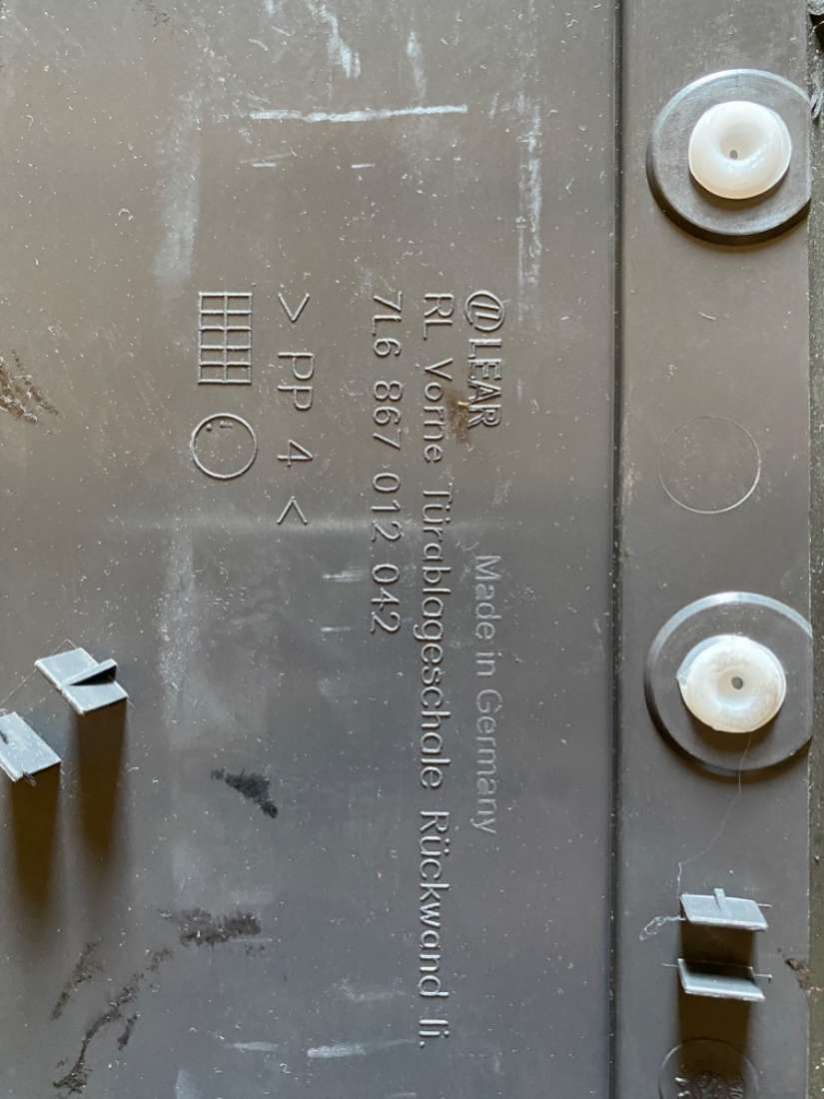 LEAR
Made in Germany
RL Vorne Türablageschale Rückwand li.
7L6 867 012 042
> PP 4 <